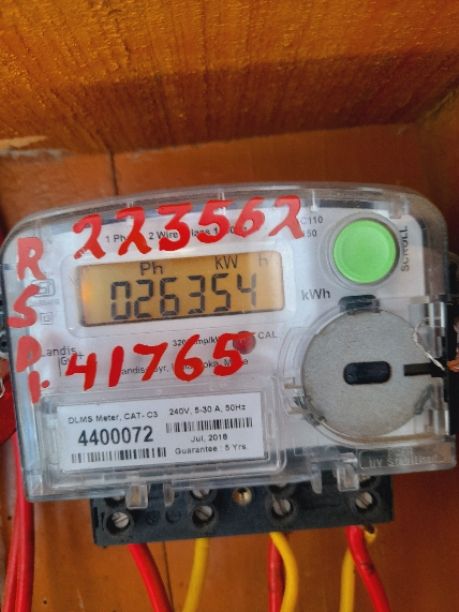 223562
1 Ph
2 Wire
SCROLL
Ph kW h
026354
kWh
RSPI
41765
DLMS Meter, CAT- C3
240V, 5-30 A, 50Hz
4400072
Jul, 2018
Guarantee : 5 Yrs.